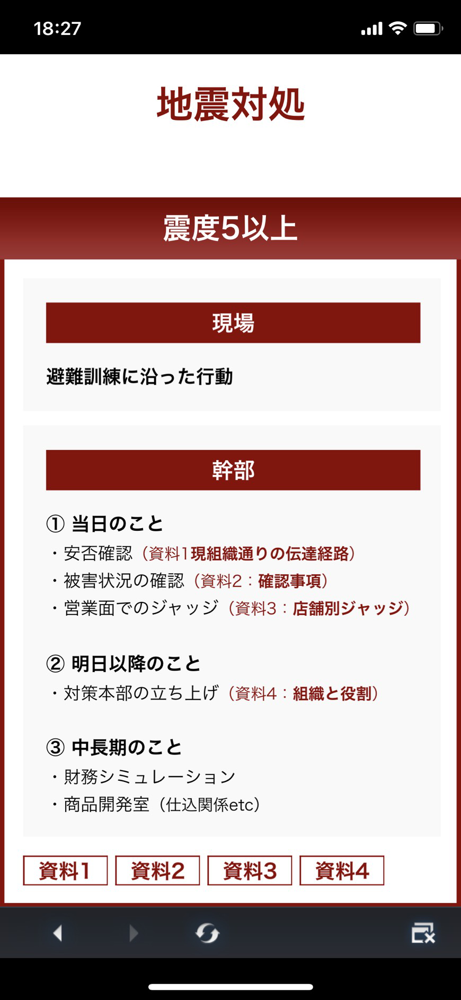 18:27
地震対処
震度5以上
現場
避難訓練に沿った行動
幹部
① 当日のこと
・安否確認（資料1現組織通りの伝達経路）
・被害状況の確認（資料2：確認事項）
・営業面でのジャッジ（資料3：店舗別ジャッジ）
② 明日以降のこと
・対策本部の立ち上げ（資料4：組織と役割）
③ 中長期のこと
・財務シミュレーション
・商品開発室（仕込関係etc）
資料1 資料2 資料3 資料4